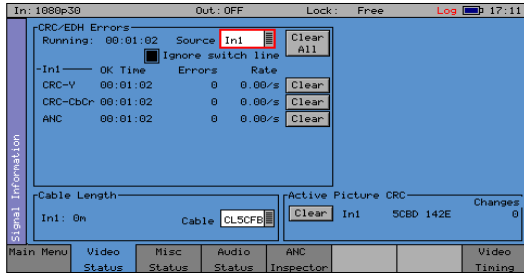 In: 1080p30 Out: OFF Lock: Free Log 17:11
CRC/EDH Errors
Running: 00:01:02 Source In1 Clear All
Ignore switch line
In1 OK Time Errors Rate
CRC-Y 00:01:02 0 0.00/s Clear
CRC-CbCr 00:01:02 0 0.00/s Clear
ANC 00:01:02 0 0.00/s Clear
Signal Information
Cable Length
In1: 0m Cable CL5CFB
Active Picture CRC
Changes
Clear In1 5CBD 142E 0
Main Menu Video Status Misc Status Audio Status ANC Inspector Video Timing